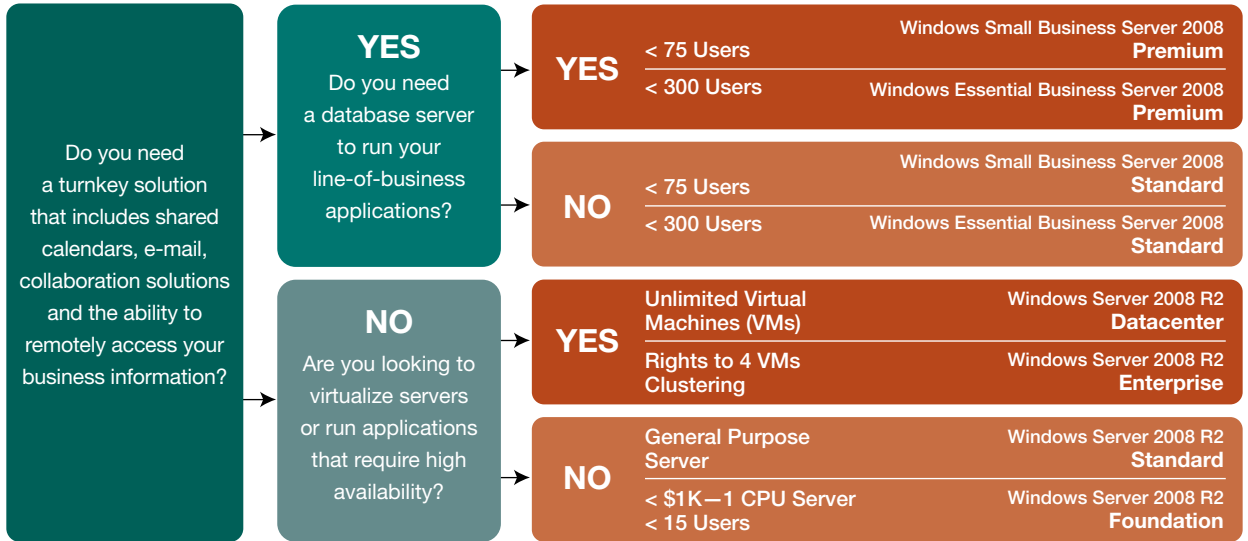 Do you need
a turnkey solution
that includes shared
calendars, e-mail,
collaboration solutions
and the ability to
remotely access your
business information?
YES
Do you need
a database server
to run your
line-of-business
applications?
YES
< 75 Users
Windows Small Business Server 2008
Premium
< 300 Users
Windows Essential Business Server 2008
Premium
NO
< 75 Users
Windows Small Business Server 2008
Standard
< 300 Users
Windows Essential Business Server 2008
Standard
NO
Are you looking to
virtualize servers
or run applications
that require high
availability?
YES
Unlimited Virtual
Machines (VMs)
Windows Server 2008 R2
Datacenter
Rights to 4 VMs
Clustering
Windows Server 2008 R2
Enterprise
NO
General Purpose
Server
Windows Server 2008 R2
Standard
< $1K—1 CPU Server
< 15 Users
Windows Server 2008 R2
Foundation